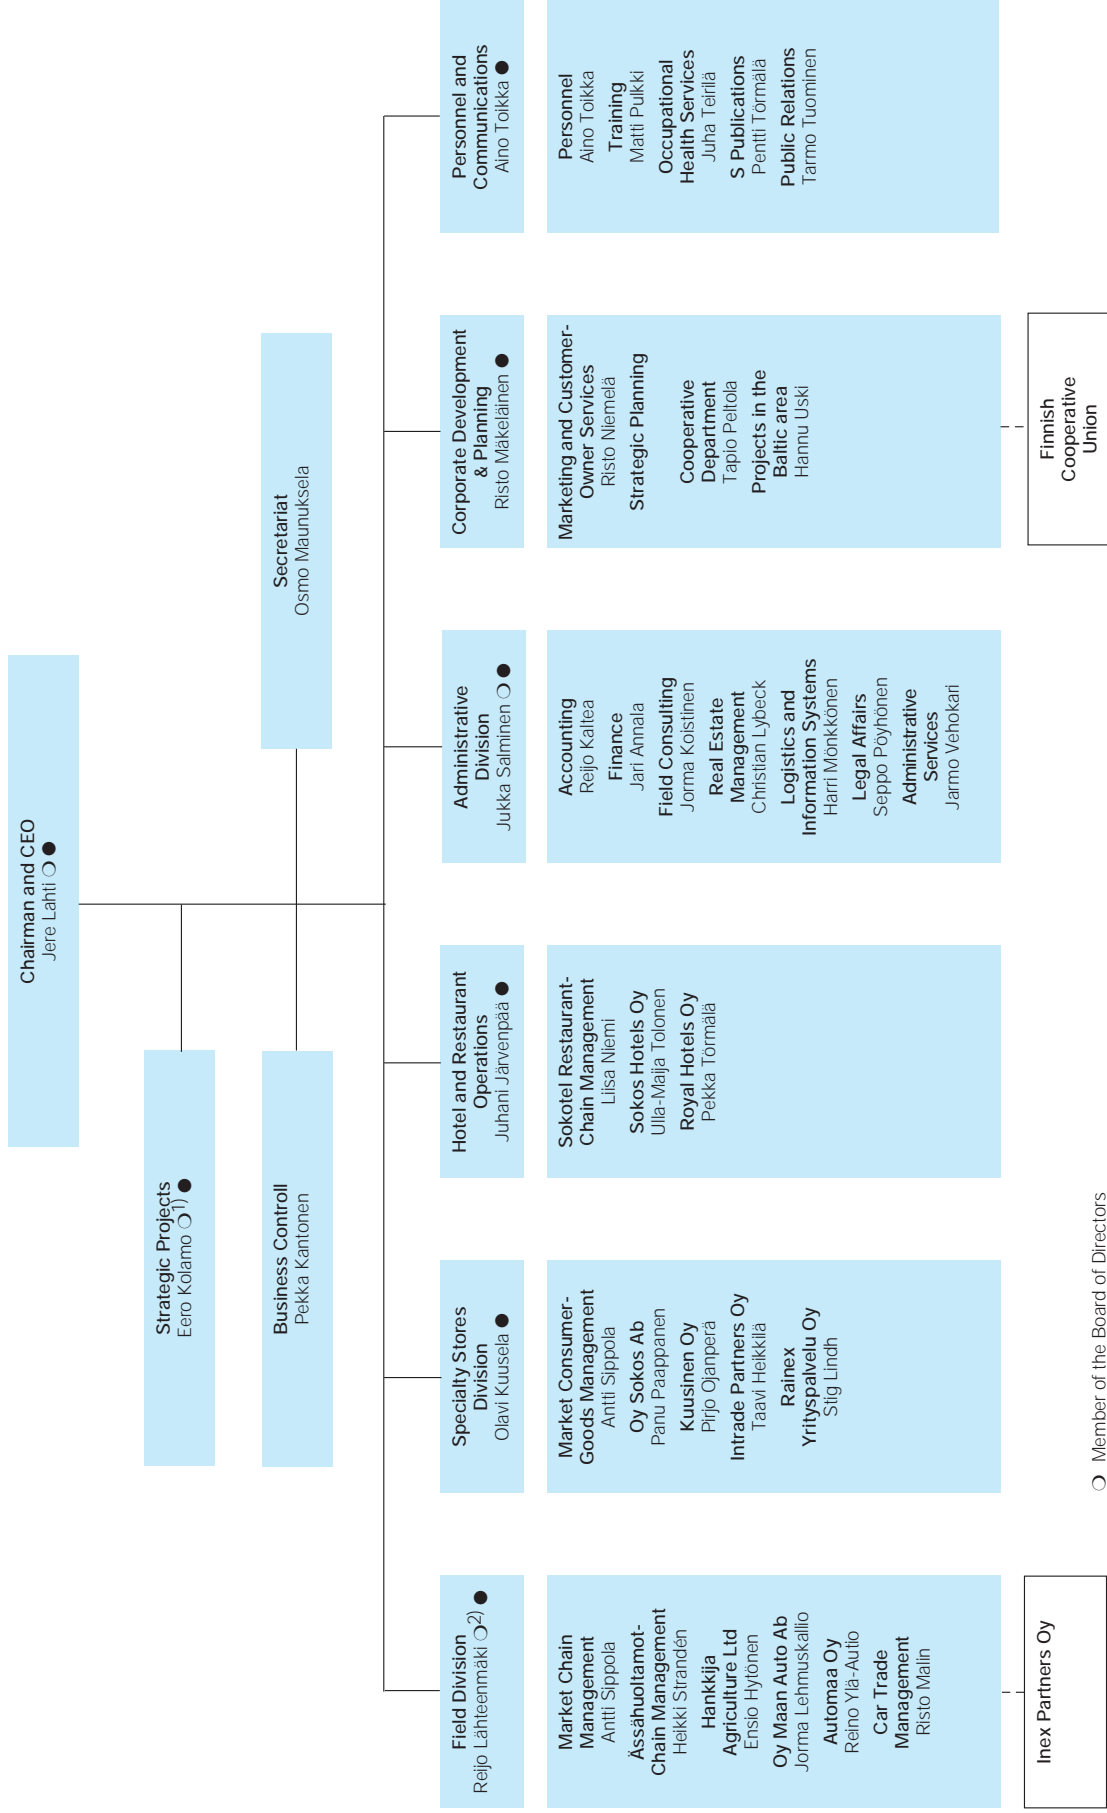 Chairman and CEO
Jere Lahti ❍ ●
Strategic Projects
Eero Kolamo ❍1) ●
Business Controll
Pekka Kantonen
Secretariat
Osmo Maunuksela
Field Division
Reijo Lähteenmäki ❍2) ●
Market Chain
Management
Antti Sippola
Ässähuoltamot-
Chain Management
Heikki Strandén
Hankkija
Agriculture Ltd
Ensio Hytönen
Oy Maan Auto Ab
Jorma Lehmuskallio
Automaa Oy
Reino Ylä-Autio
Car Trade
Management
Risto Malin
Inex Partners Oy
Specialty Stores
Division
Olavi Kuusela ●
Market Consumer-
Goods Management
Antti Sippola
Oy Sokos Ab
Panu Paappanen
Kuusinen Oy
Pirjo Ojanperä
Intrade Partners Oy
Taavi Heikkilä
Rainex
Yrityspalvelu Oy
Stig Lindh
Hotel and Restaurant
Operations
Juhani Järvenpää ●
Sokotel Restaurant-
Chain Management
Liisa Niemi
Sokos Hotels Oy
Ulla-Maija Tolonen
Royal Hotels Oy
Pekka Törmälä
Administrative
Division
Jukka Salminen ❍ ●
Accounting
Reijo Kaltea
Finance
Jari Annala
Field Consulting
Jorma Koistinen
Real Estate
Management
Christian Lybeck
Logistics and
Information Systems
Harri Mönkkönen
Legal Affairs
Seppo Pöyhönen
Administrative
Services
Jarmo Vehokari
Corporate Development
& Planning
Risto Mäkeläinen ●
Marketing and Customer-
Owner Services
Risto Niemelä
Strategic Planning
Cooperative
Department
Tapio Peltola
Projects in the
Baltic area
Hannu Uski
Finnish
Cooperative
Union
Personnel and
Communications
Aino Toikka ●
Personnel
Aino Toikka
Training
Matti Pulkki
Occupational
Health Services
Juha Teirilä
S Publications
Pentti Törmälä
Public Relations
Tarmo Tuominen
❍ Member of the Board of Directors